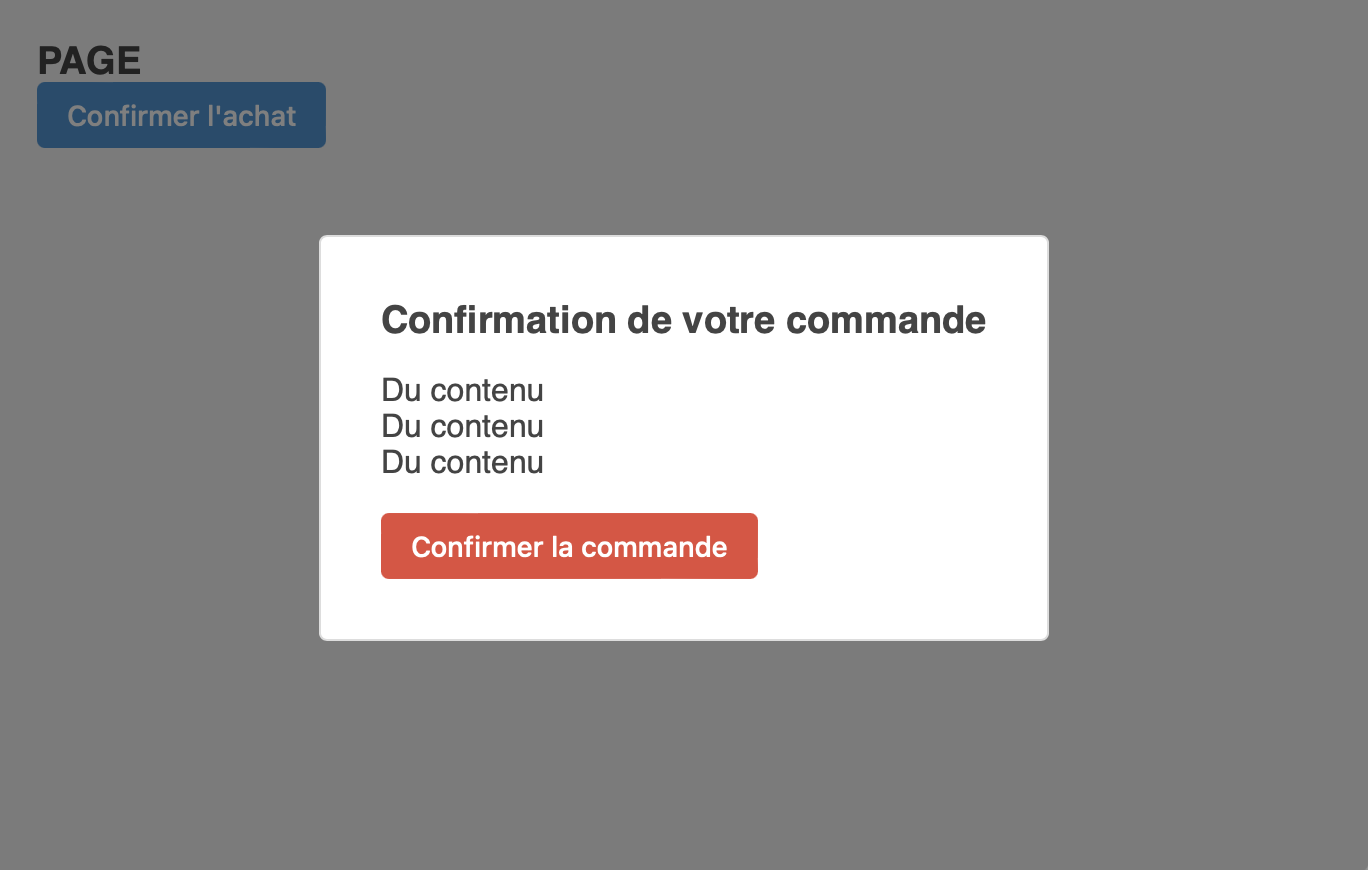 PAGE
Confirmer l'achat
Confirmation de votre commande
Du contenu
Du contenu
Du contenu
Confirmer la commande